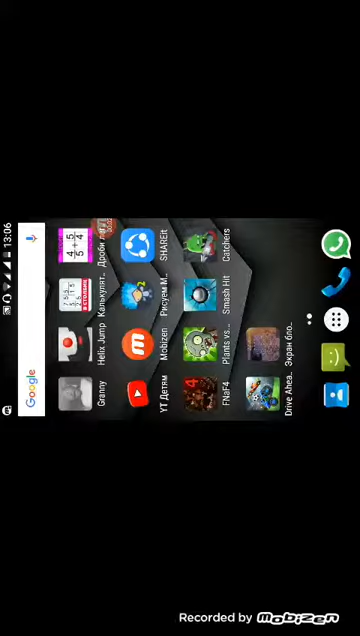 13:06
Google
Granny
Helix Jump
Калькулят..
Дроби
YT Детям
Mobizen
Рисуем М..
SHAREit
FNaF4
Plants vs...
Smash Hit
Catchers
Drive Ahea..
Экран бло..
Recorded by Mobizen